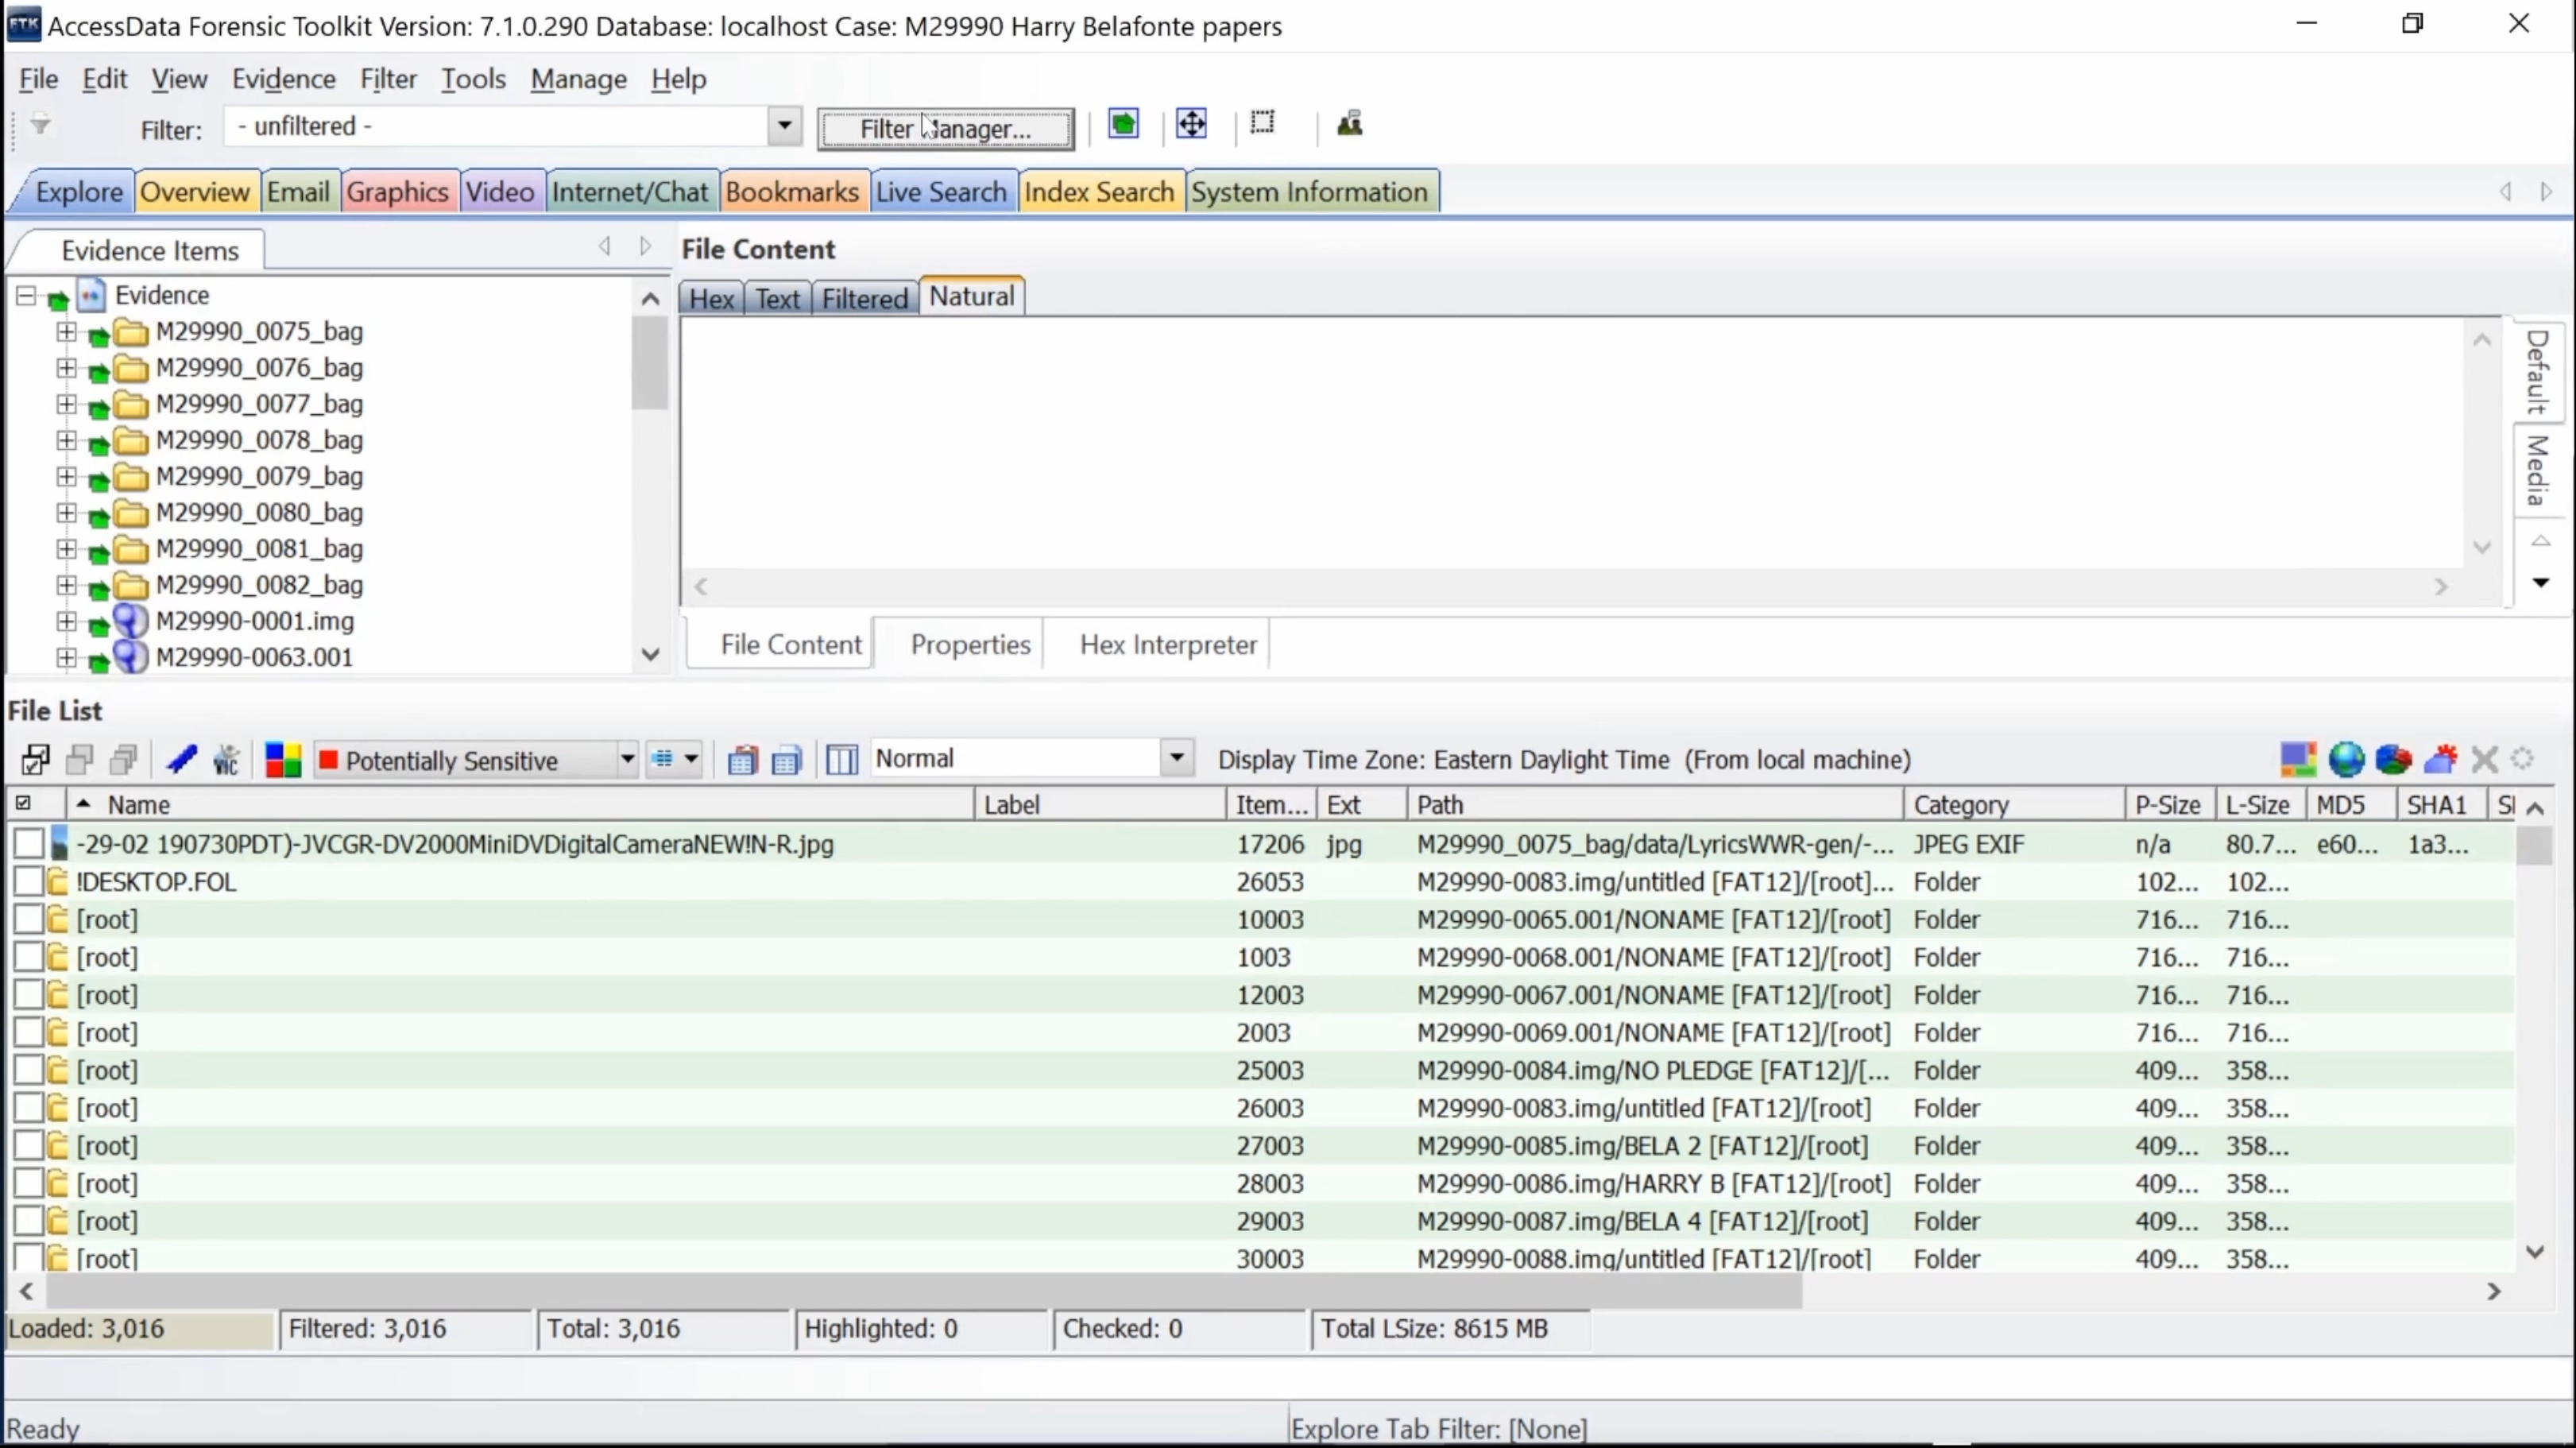 FTK AccessData Forensic Toolkit Version: 7.1.0.290 Database: localhost Case: M29990 Harry Belafonte papers
File Edit View Evidence Filter Tools Manage Help
Filter: - unfiltered - Filter Manager...
Explore Overview Email Graphics Video Internet/Chat Bookmarks Live Search Index Search System Information
Evidence Items
Evidence
M29990_0075_bag
M29990_0076_bag
M29990_0077_bag
M29990_0078_bag
M29990_0079_bag
M29990_0080_bag
M29990_0081_bag
M29990_0082_bag
M29990-0001.img
M29990-0063.001
File Content
Hex Text Filtered Natural
Default
Media
File Content Properties Hex Interpreter
File List
Potentially Sensitive Normal Display Time Zone: Eastern Daylight Time (From local machine)
Name Label Item... Ext Path Category P-Size L-Size MD5 SHA1
-29-02 190730PDT)-JVCGR-DV2000MiniDVDigitalCameraNEW!N-R.jpg 17206 jpg M29990_0075_bag/data/LyricsWWR-gen/-... JPEG EXIF n/a 80.7... e60... 1a3...
!DESKTOP.FOL 26053 M29990-0083.img/untitled [FAT12]/[root]... Folder 102... 102...
[root] 10003 M29990-0065.001/NONAME [FAT12]/[root] Folder 716... 716...
[root] 1003 M29990-0068.001/NONAME [FAT12]/[root] Folder 716... 716...
[root] 12003 M29990-0067.001/NONAME [FAT12]/[root] Folder 716... 716...
[root] 2003 M29990-0069.001/NONAME [FAT12]/[root] Folder 716... 716...
[root] 25003 M29990-0084.img/NO PLEDGE [FAT12]/[... Folder 409... 358...
[root] 26003 M29990-0083.img/untitled [FAT12]/[root] Folder 409... 358...
[root] 27003 M29990-0085.img/BELA 2 [FAT12]/[root] Folder 409... 358...
[root] 28003 M29990-0086.img/HARRY B [FAT12]/[root] Folder 409... 358...
[root] 29003 M29990-0087.img/BELA 4 [FAT12]/[root] Folder 409... 358...
[root] 30003 M29990-0088.img/untitled [FAT12]/[root] Folder 409... 358...
Loaded: 3,016 Filtered: 3,016 Total: 3,016 Highlighted: 0 Checked: 0 Total LSize: 8615 MB
Ready Explore Tab Filter: [None]